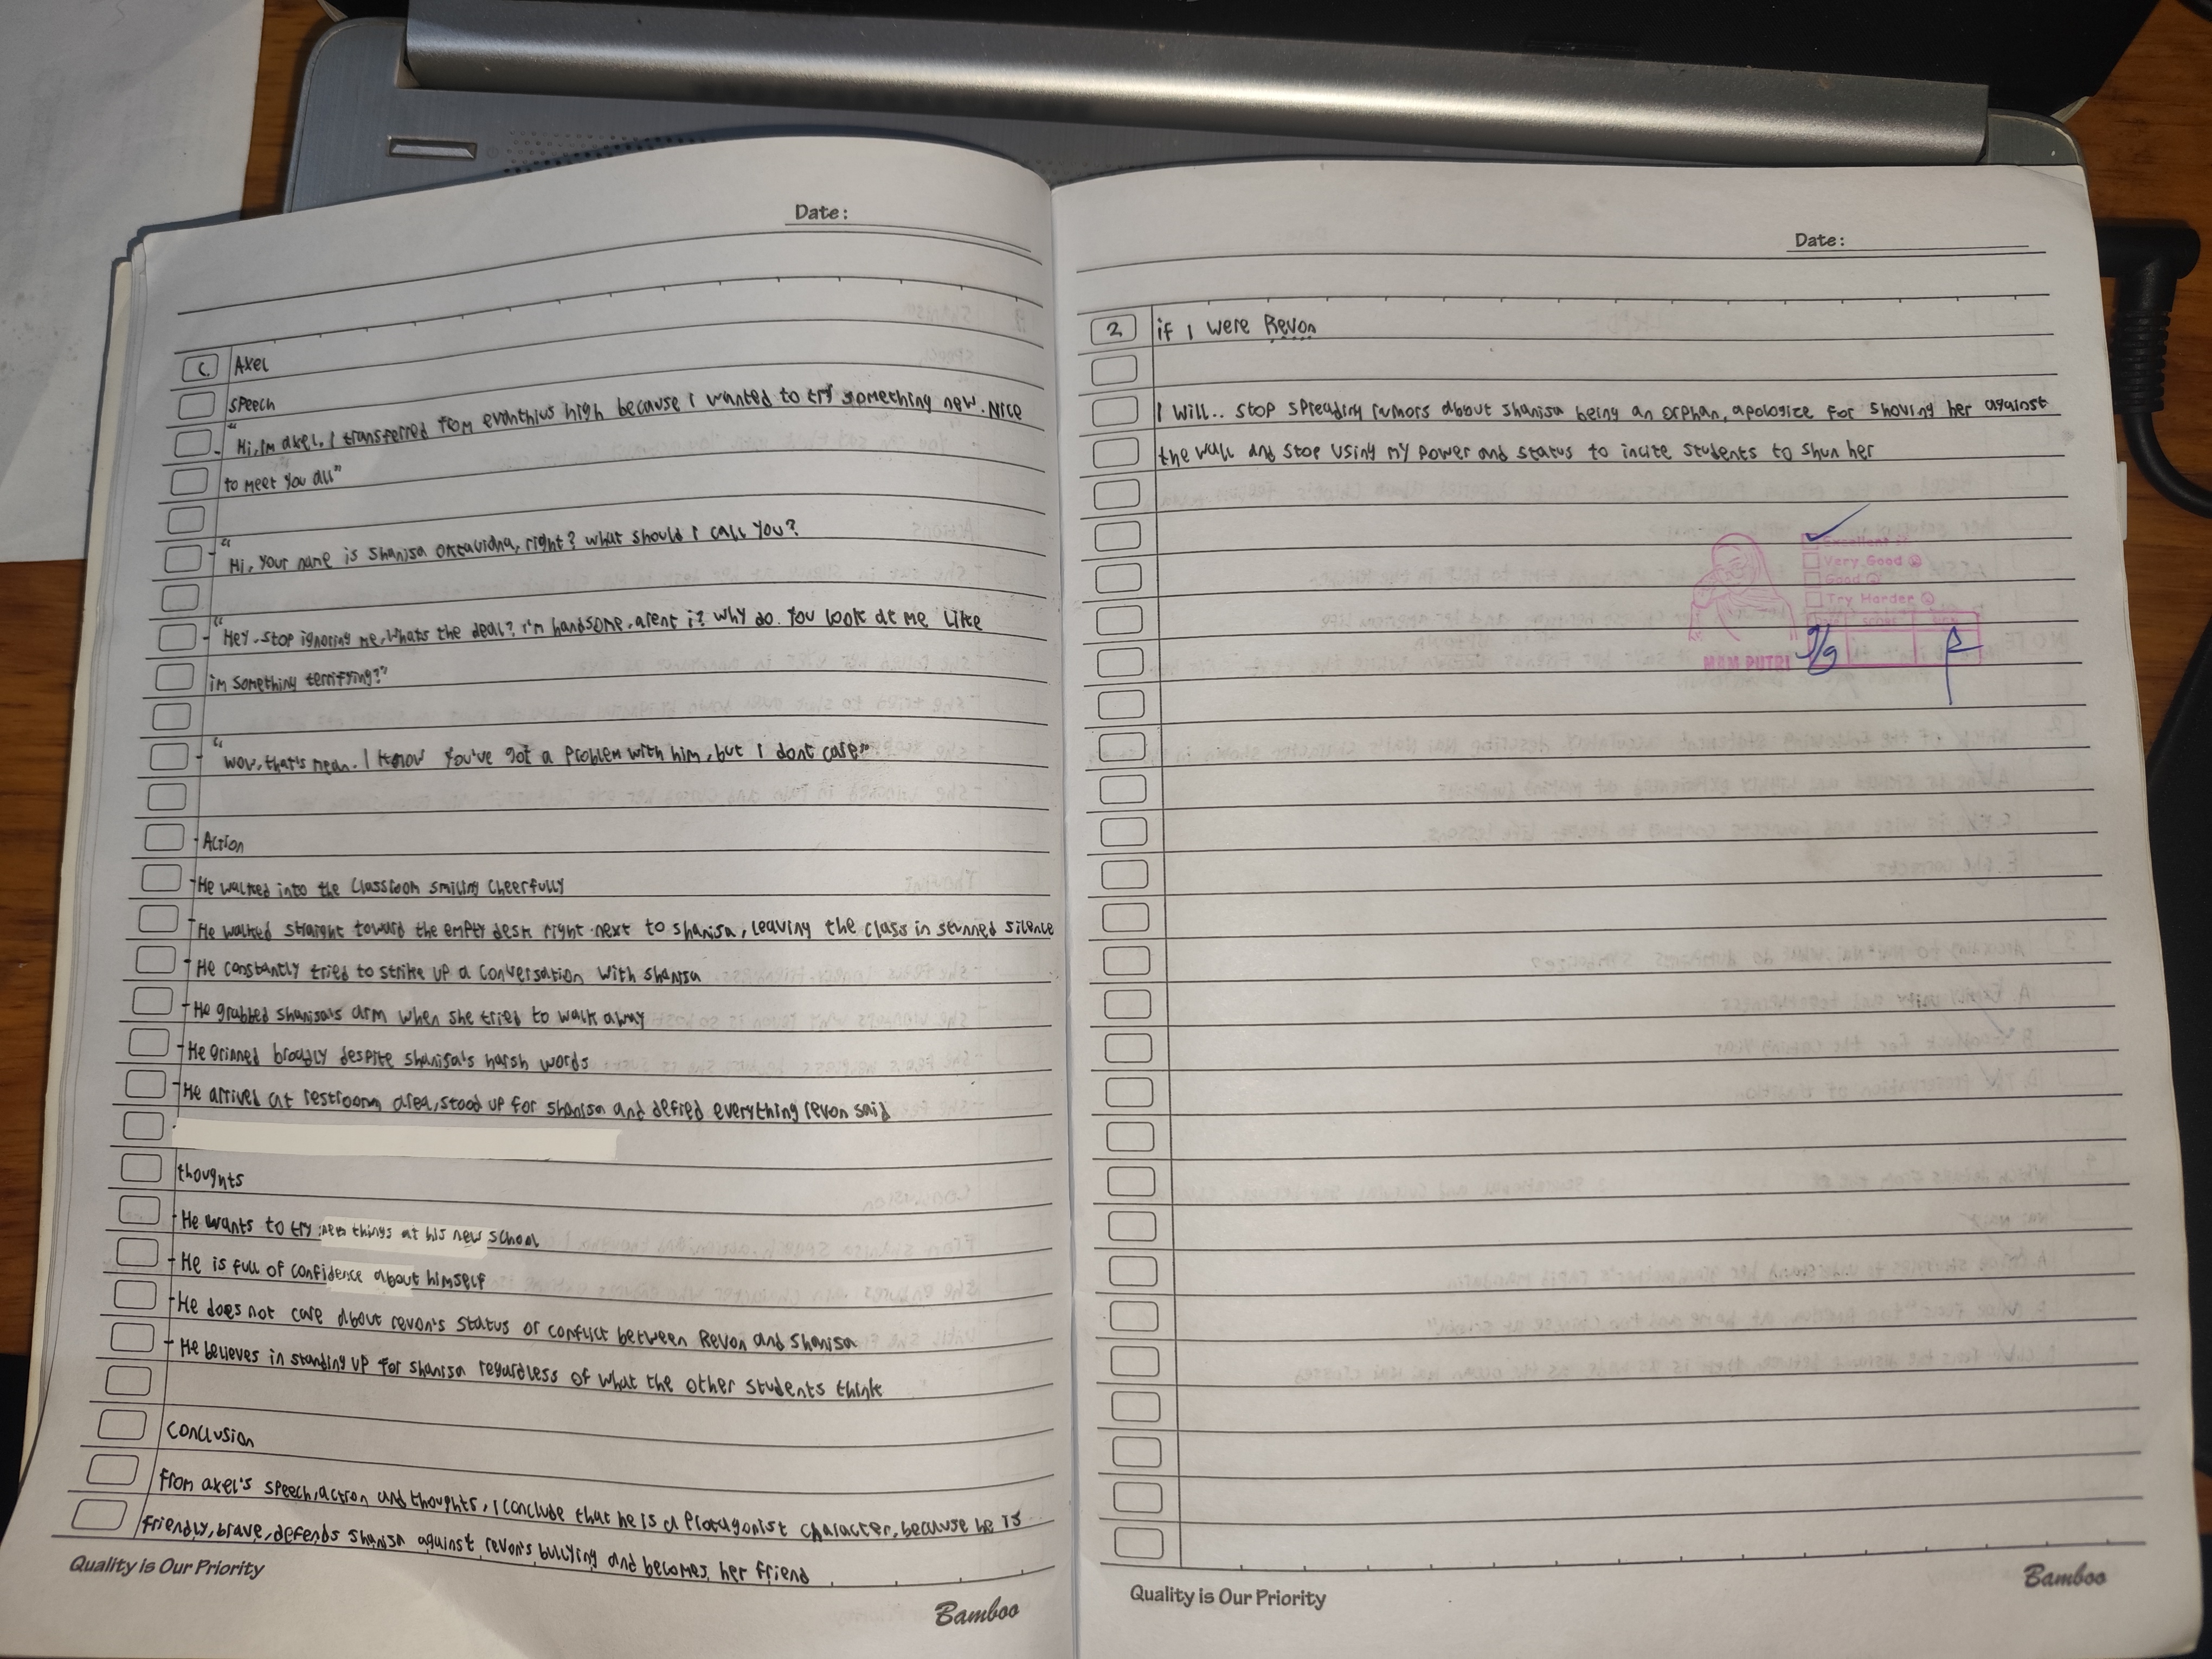 Date:
C. Axel
speech
- "Hi, I'm axel. I transferred from evanthius high because i wanted to try something new. Nice
to meet you all"
- "Hi, your name is Shanisa Oktaviana, right? what should I call you?
- "Hey. stop ignoring me. Whats the deal? i'm handsome. arent i? why do. you look at me like
im something terrifying?"
- "wow. that's mean. I know you've got a problem with him, but I dont care"
- Action
- He walked into the classroom smiling cheerfully
- He walked straight toward the empty desk right next to shanisa, leaving the class in stunned silence
- He constantly tried to strike up a conversation with shanisa
- He grabbed shanisa's arm when she tried to walk away
- He grinned broadly despite shanisa's harsh words
- He arrived at restroom area, stood up for shanisa and defied everything revon said
thoughts
- He wants to try new things at his new school
- He is full of confidence about himself
- He does not care about revon's status or conflict between Revon and shanisa
- He believes in standing up for shanisa regardless of what the other students think
Conclusion
from axel's speech, action and thoughts, I conclude that he is a protagonist character, because he is
friendly, brave, defends shanisa against revon's bullying and becomes her friend
Quality is Our Priority
Bamboo
Date:
2 if I were Revon
I will.. stop spreading rumors about shanisa being an orphan, apologize for shoving her against
the wall and stop using my power and status to incite students to shun her
Excellent
Very Good
Good
Try Harder
MAM PUTRI
Quality is Our Priority
Bamboo